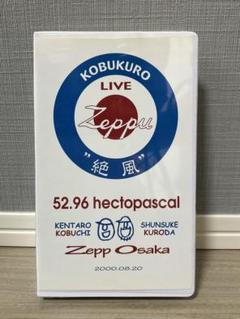 KOBUKURO
LIVE
Zeppu
"絶風"
52.96 hectopascal
KENTARO KOBUCHI
SHUNSUKE KURODA
Zepp Osaka
2000.08.20